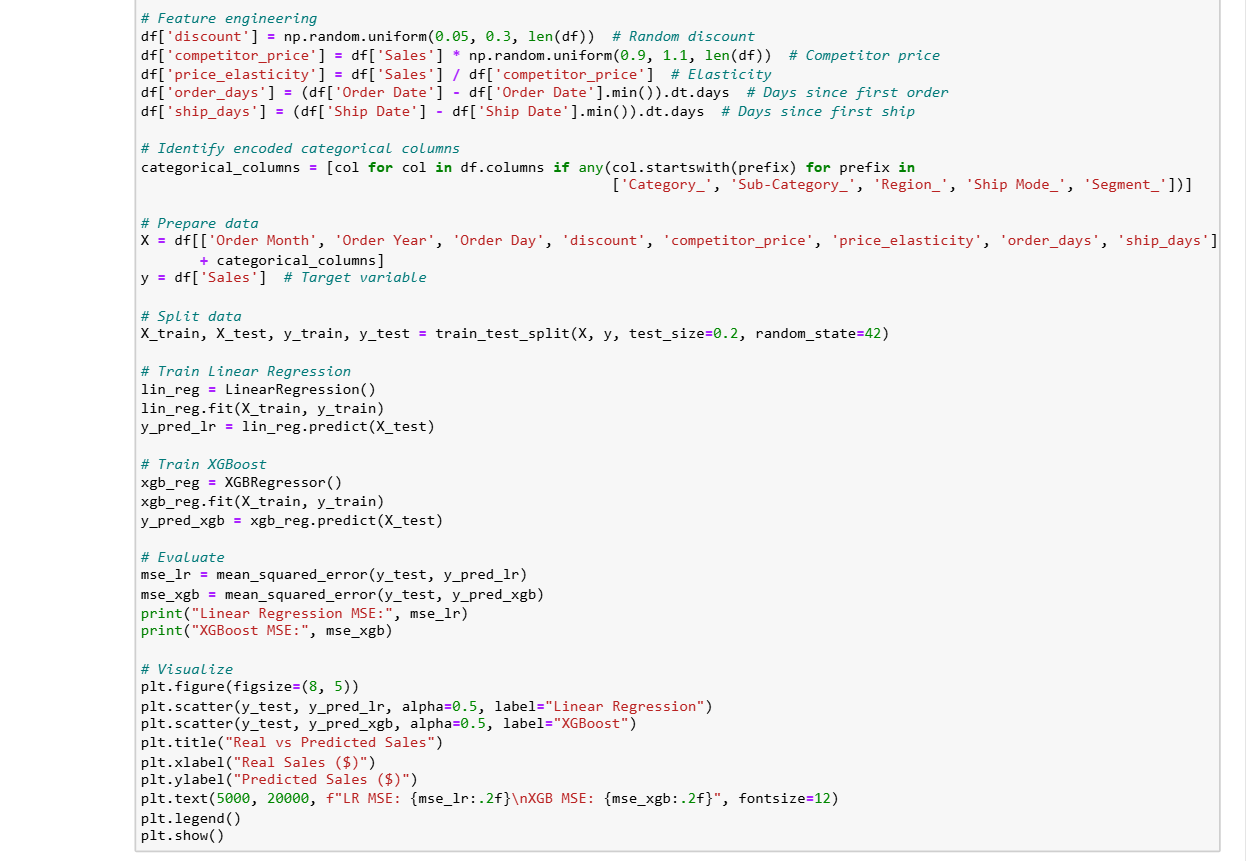 # Feature engineering
df['discount'] = np.random.uniform(0.05, 0.3, len(df))  # Random discount
df['competitor_price'] = df['Sales'] * np.random.uniform(0.9, 1.1, len(df))  # Competitor price
df['price_elasticity'] = df['Sales'] / df['competitor_price']  # Elasticity
df['order_days'] = (df['Order Date'] - df['Order Date'].min()).dt.days  # Days since first order
df['ship_days'] = (df['Ship Date'] - df['Ship Date'].min()).dt.days  # Days since first ship
# Identify encoded categorical columns
categorical_columns = [col for col in df.columns if any(col.startswith(prefix) for prefix in
['Category_', 'Sub-Category_', 'Region_', 'Ship Mode_', 'Segment_'])]
# Prepare data
X = df[['Order Month', 'Order Year', 'Order Day', 'discount', 'competitor_price', 'price_elasticity', 'order_days', 'ship_days']
+ categorical_columns]
y = df['Sales']  # Target variable
# Split data
X_train, X_test, y_train, y_test = train_test_split(X, y, test_size=0.2, random_state=42)
# Train Linear Regression
lin_reg = LinearRegression()
lin_reg.fit(X_train, y_train)
y_pred_lr = lin_reg.predict(X_test)
# Train XGBoost
xgb_reg = XGBRegressor()
xgb_reg.fit(X_train, y_train)
y_pred_xgb = xgb_reg.predict(X_test)
# Evaluate
mse_lr = mean_squared_error(y_test, y_pred_lr)
mse_xgb = mean_squared_error(y_test, y_pred_xgb)
print("Linear Regression MSE:", mse_lr)
print("XGBoost MSE:", mse_xgb)
# Visualize
plt.figure(figsize=(8, 5))
plt.scatter(y_test, y_pred_lr, alpha=0.5, label="Linear Regression")
plt.scatter(y_test, y_pred_xgb, alpha=0.5, label="XGBoost")
plt.title("Real vs Predicted Sales")
plt.xlabel("Real Sales ($)")
plt.ylabel("Predicted Sales ($)")
plt.text(5000, 20000, f"LR MSE: {mse_lr:.2f}\nXGB MSE: {mse_xgb:.2f}", fontsize=12)
plt.legend()
plt.show()